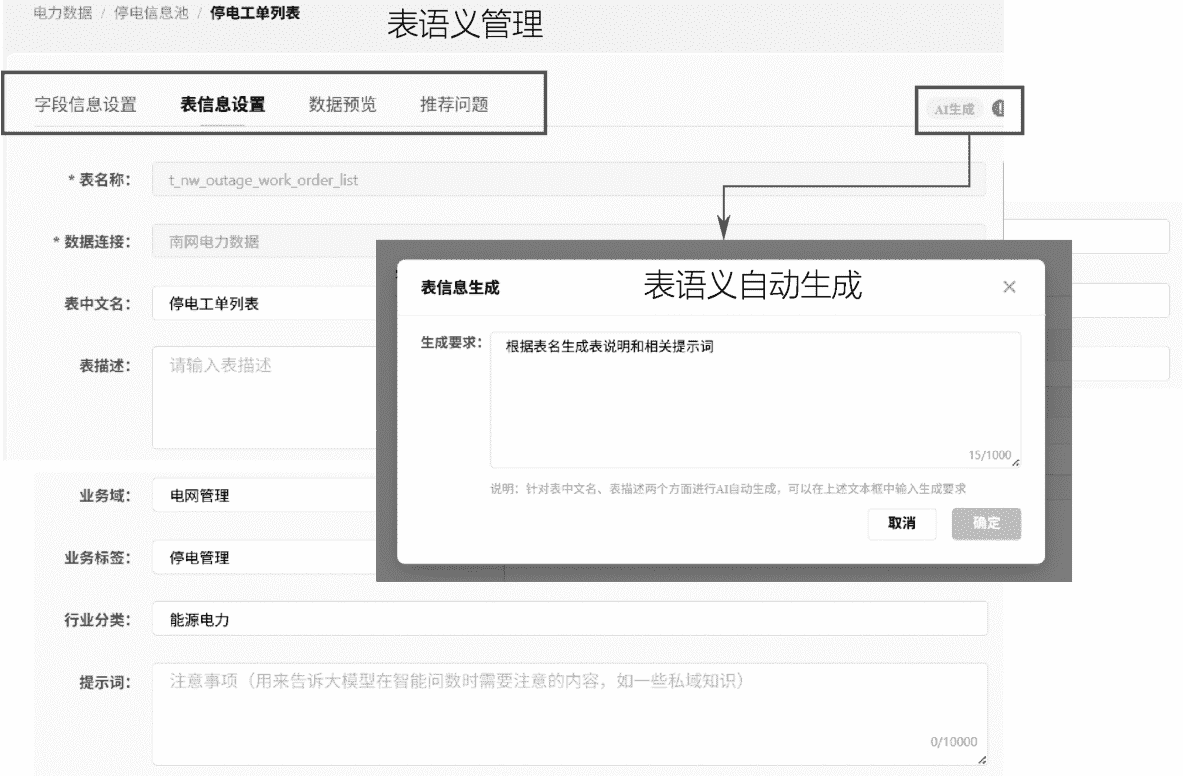 电力数据 / 停电信息池 / 停电工单列表
表语义管理
字段信息设置 表信息设置 数据预览 推荐问题
AI生成
* 表名称： t_nw_outage_work_order_list
* 数据连接： 南网电力数据
表中文名： 停电工单列表
表描述： 请输入表描述
表信息生成
表语义自动生成
生成要求： 根据表名生成表说明和相关提示词
15/1000
说明：针对表中文名、表描述两个方面进行AI自动生成，可以在上述文本框中输入生成要求
取消 确定
业务域： 电网管理
业务标签： 停电管理
行业分类： 能源电力
提示词： 注意事项（用来告诉大模型在智能问数时需要注意的内容，如一些私域知识）
0/10000